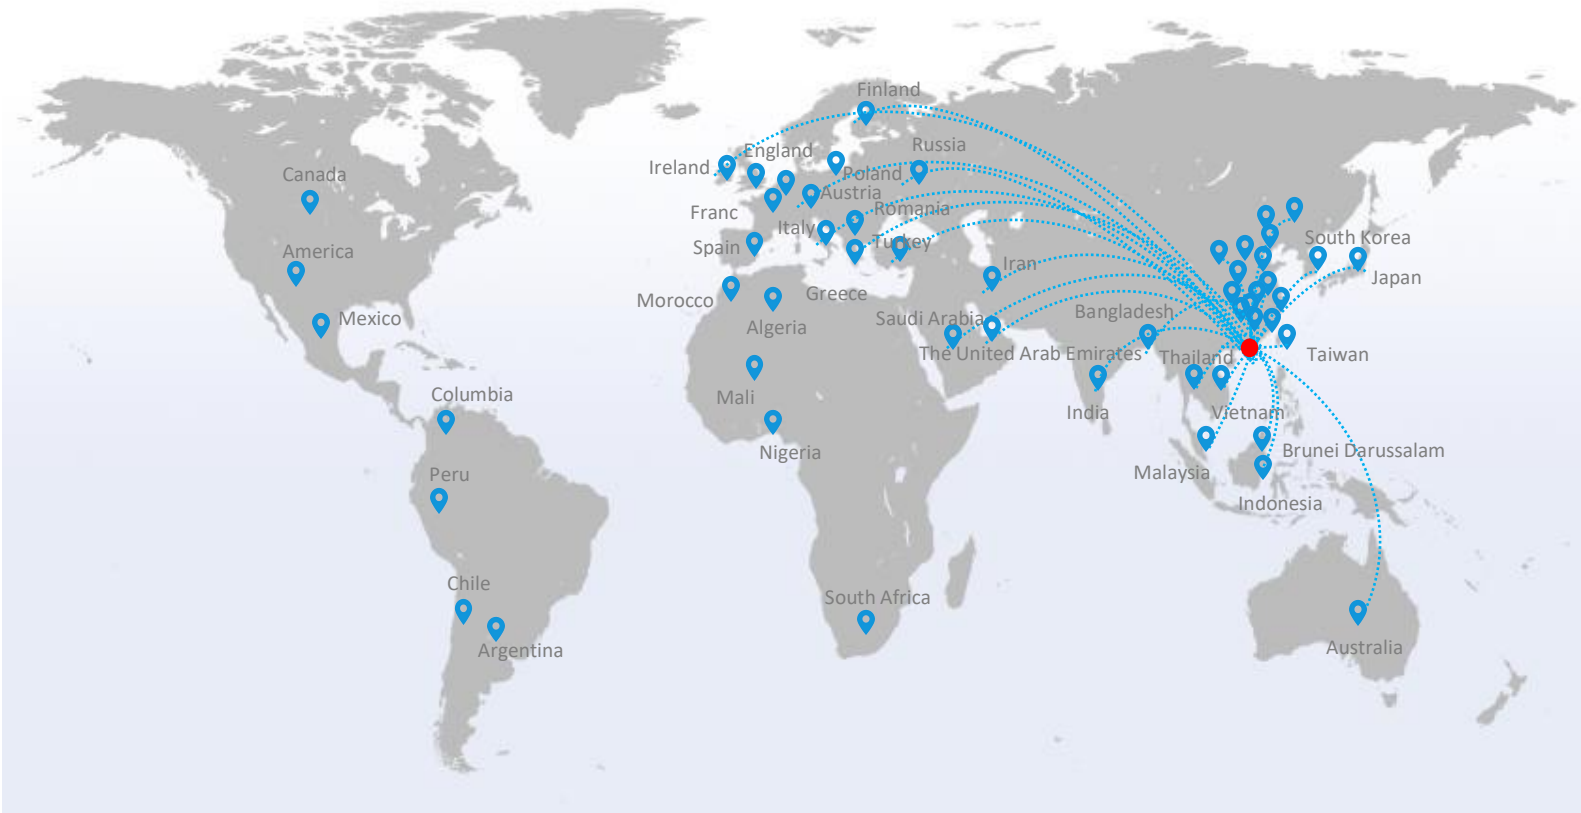 Finland
England
Russia
Ireland
Poland
Canada
Austria
Franc
Romania
Italy
South Korea
Spain
Turkey
America
Iran
Japan
Greece
Morocco
Bangladesh
Mexico
Saudi Arabia
Algeria
The United Arab Emirates
Thailand
Taiwan
Columbia
Mali
India
Vietnam
Nigeria
Brunei Darussalam
Peru
Malaysia
Indonesia
Chile
South Africa
Argentina
Australia